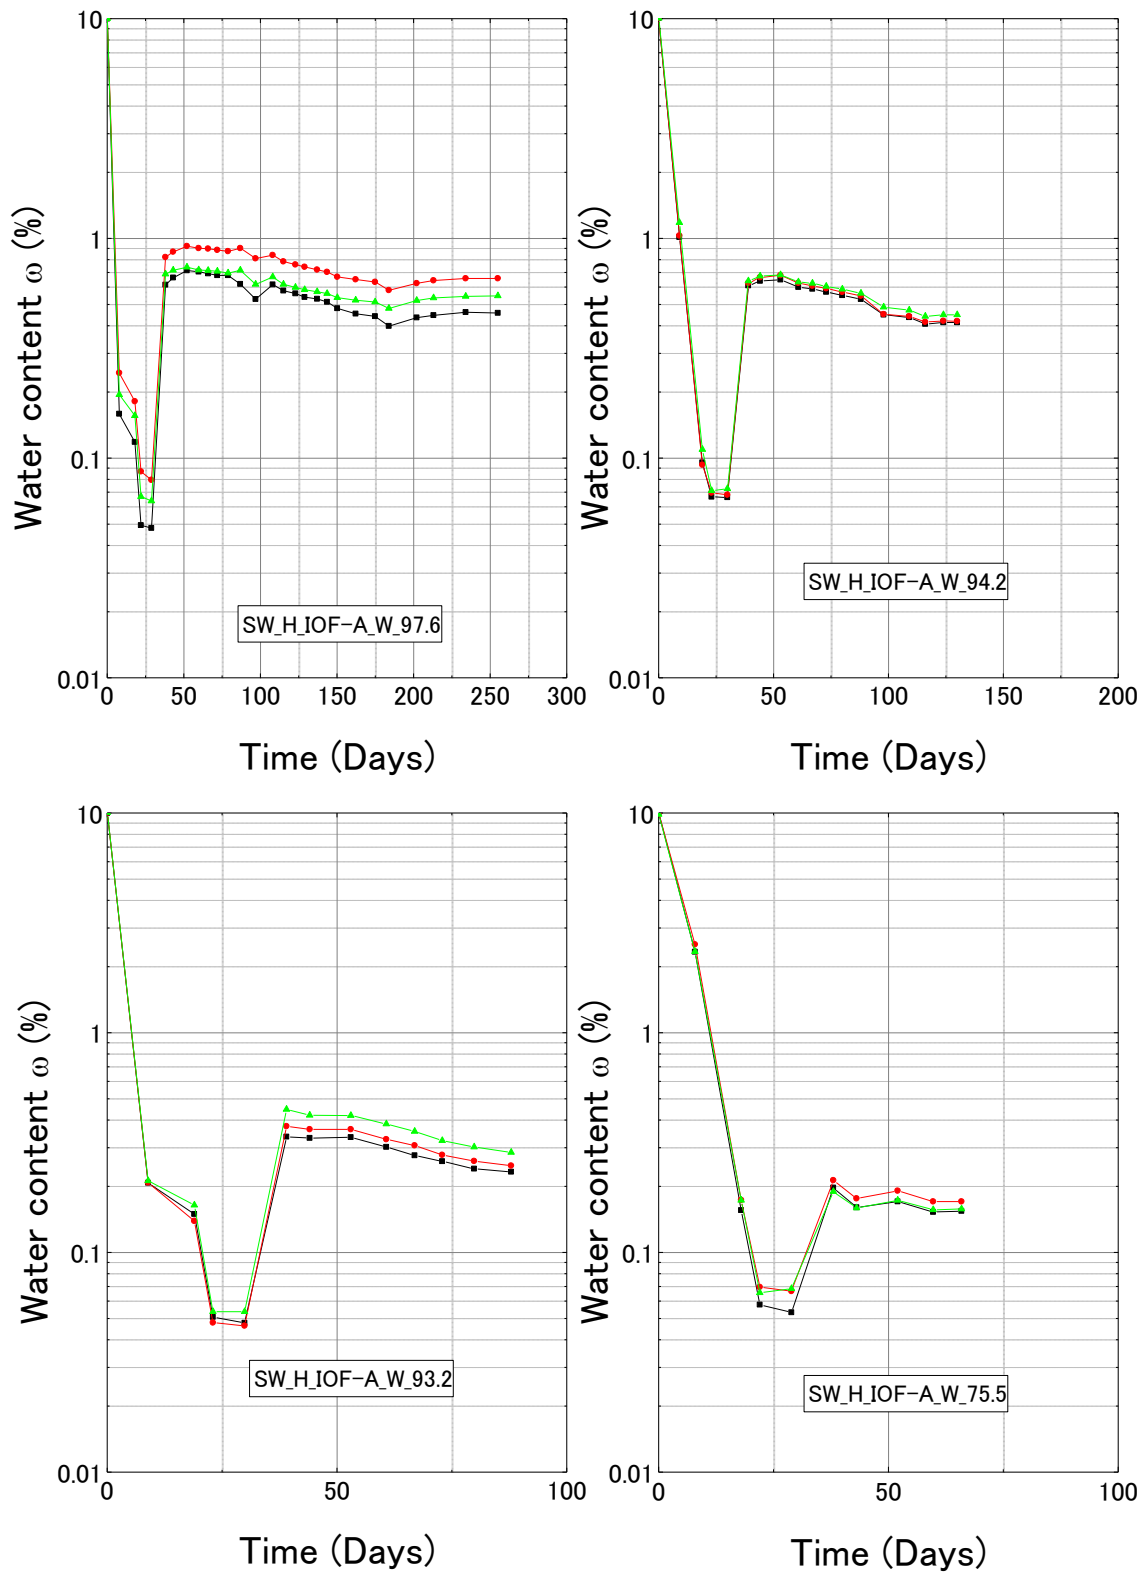 10
1
0.1
0.01
Water content ω (%)
SW_H_IOF-A_W_97.6
0 50 100 150 200 250 300
Time (Days)
10
1
0.1
0.01
Water content ω (%)
SW_H_IOF-A_W_94.2
0 50 100 150 200
Time (Days)
10
1
0.1
0.01
Water content ω (%)
SW_H_IOF-A_W_93.2
0 50 100
Time (Days)
10
1
0.1
0.01
Water content ω (%)
SW_H_IOF-A_W_75.5
0 50 100
Time (Days)